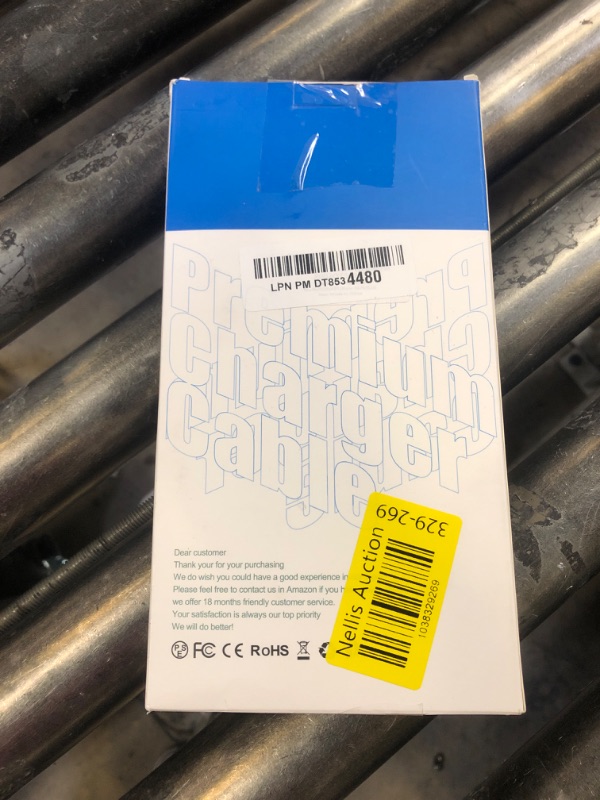 LPN PM DT8534480
Premium
Charger
Cable
Dear customer
Thank your for your purchasing
We do wish you could have a good experience in
Please feel free to contact us in Amazon if you h
we offer 18 months friendly customer service.
Your satisfaction is always our top priority
We will do better!
PSE FC CE RoHS
329-269
Nellis Auction
1038329269